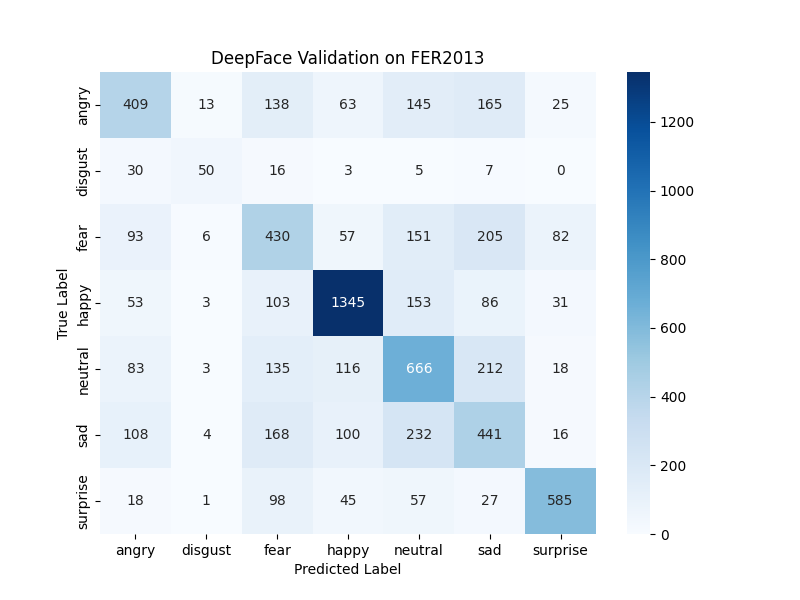 DeepFace Validation on FER2013
True Label
angry 409 13 138 63 145 165 25
disgust 30 50 16 3 5 7 0
fear 93 6 430 57 151 205 82
happy 53 3 103 1345 153 86 31
neutral 83 3 135 116 666 212 18
sad 108 4 168 100 232 441 16
surprise 18 1 98 45 57 27 585
angry disgust fear happy neutral sad surprise
Predicted Label
1200
1000
800
600
400
200
0